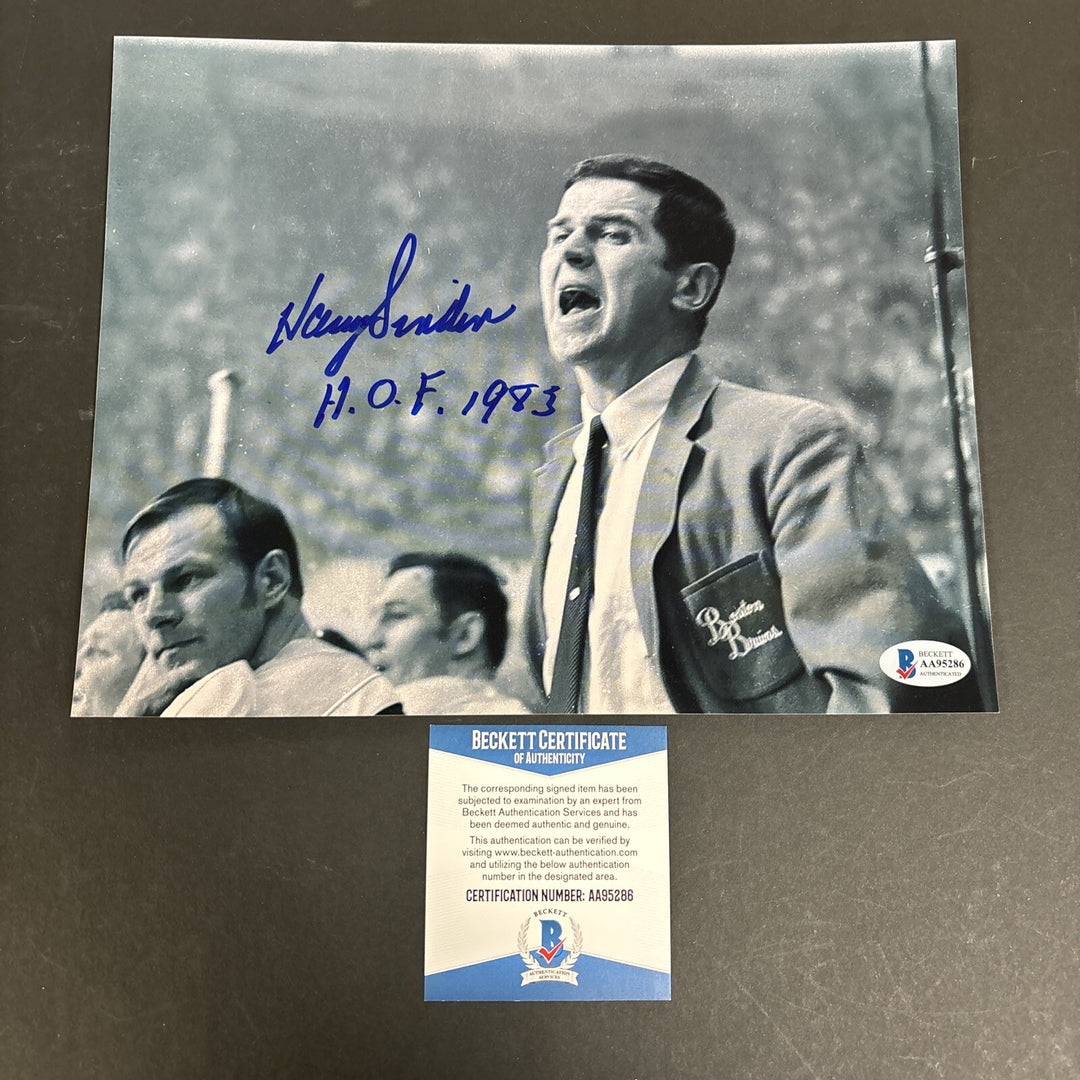 Harry Sinden
H.O.F. 1983
Boston
Bruins
BECKETT
AA95286
AUTHENTICATED
BECKETT CERTIFICATE
OF AUTHENTICITY
The corresponding signed item has been
subjected to examination by an expert from
Beckett Authentication Services and has
been deemed authentic and genuine.
This authentication can be verified by
visiting www.beckett-authentication.com
and utilizing the below authentication
number in the designated area.
CERTIFICATION NUMBER: AA95286
BECKETT
B
AUTHENTICATION
SERVICES